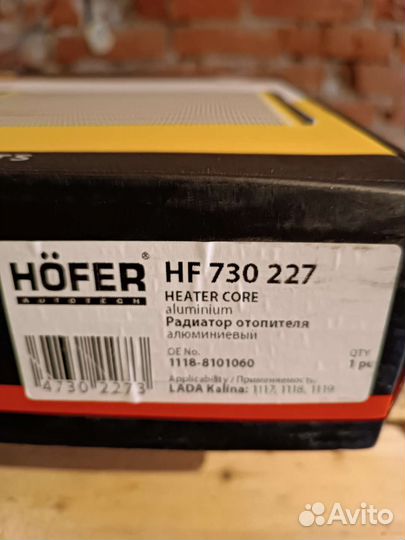 HÖFER®
AUTOTECH
HF 730 227
HEATER CORE
aluminium
Радиатор отопителя
алюминиевый
OE No.
1118-8101060
QTY
1 pc
Applicability / Применяемость:
LADA Kalina: 1117, 1118, 1119
4730 2273
Avito